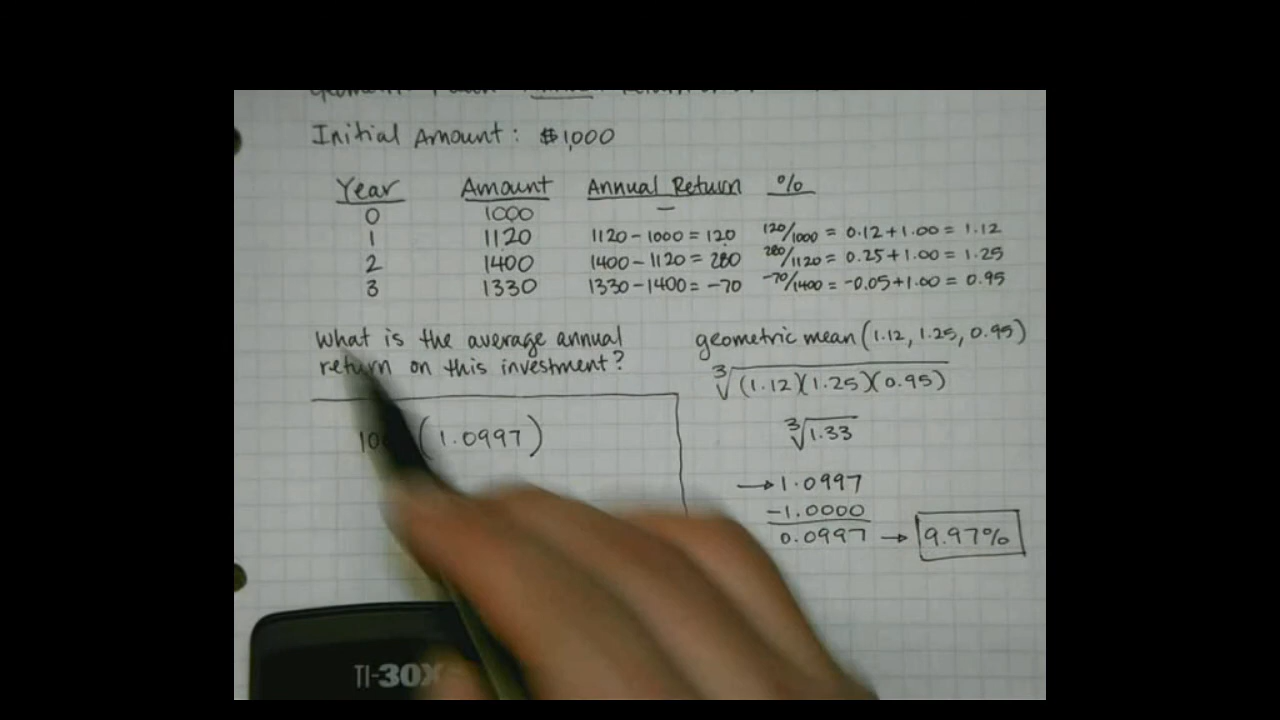 Initial Amount: $1,000
Year Amount Annual Return %
0 1000 —
1 1120 1120-1000=120 120/1000 = 0.12+1.00 = 1.12
2 1400 1400-1120=280 280/1120 = 0.25+1.00 = 1.25
3 1330 1330-1400=-70 -70/1400 = -0.05+1.00 = 0.95
What is the average annual
return on this investment?
(1.0997)
geometric mean (1.12, 1.25, 0.95)
∛(1.12)(1.25)(0.95)
∛1.33
→1.0997
-1.0000
0.0997 → 9.97%
TI-30X